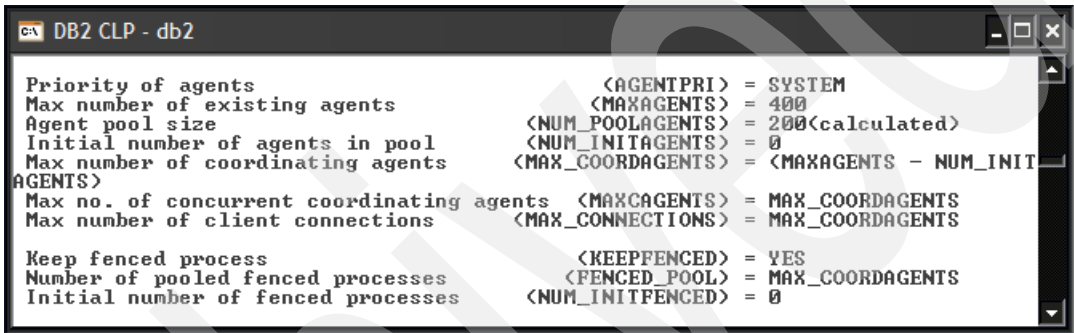 DB2 CLP - db2
Priority of agents (AGENTPRI) = SYSTEM
Max number of existing agents (MAXAGENTS) = 400
Agent pool size (NUM_POOLAGENTS) = 200(calculated)
Initial number of agents in pool (NUM_INITAGENTS) = 0
Max number of coordinating agents (MAX_COORDAGENTS) = (MAXAGENTS - NUM_INIT
AGENTS)
Max no. of concurrent coordinating agents (MAXCAGENTS) = MAX_COORDAGENTS
Max number of client connections (MAX_CONNECTIONS) = MAX_COORDAGENTS
Keep fenced process (KEEPFENCED) = YES
Number of pooled fenced processes (FENCED_POOL) = MAX_COORDAGENTS
Initial number of fenced processes (NUM_INITFENCED) = 0